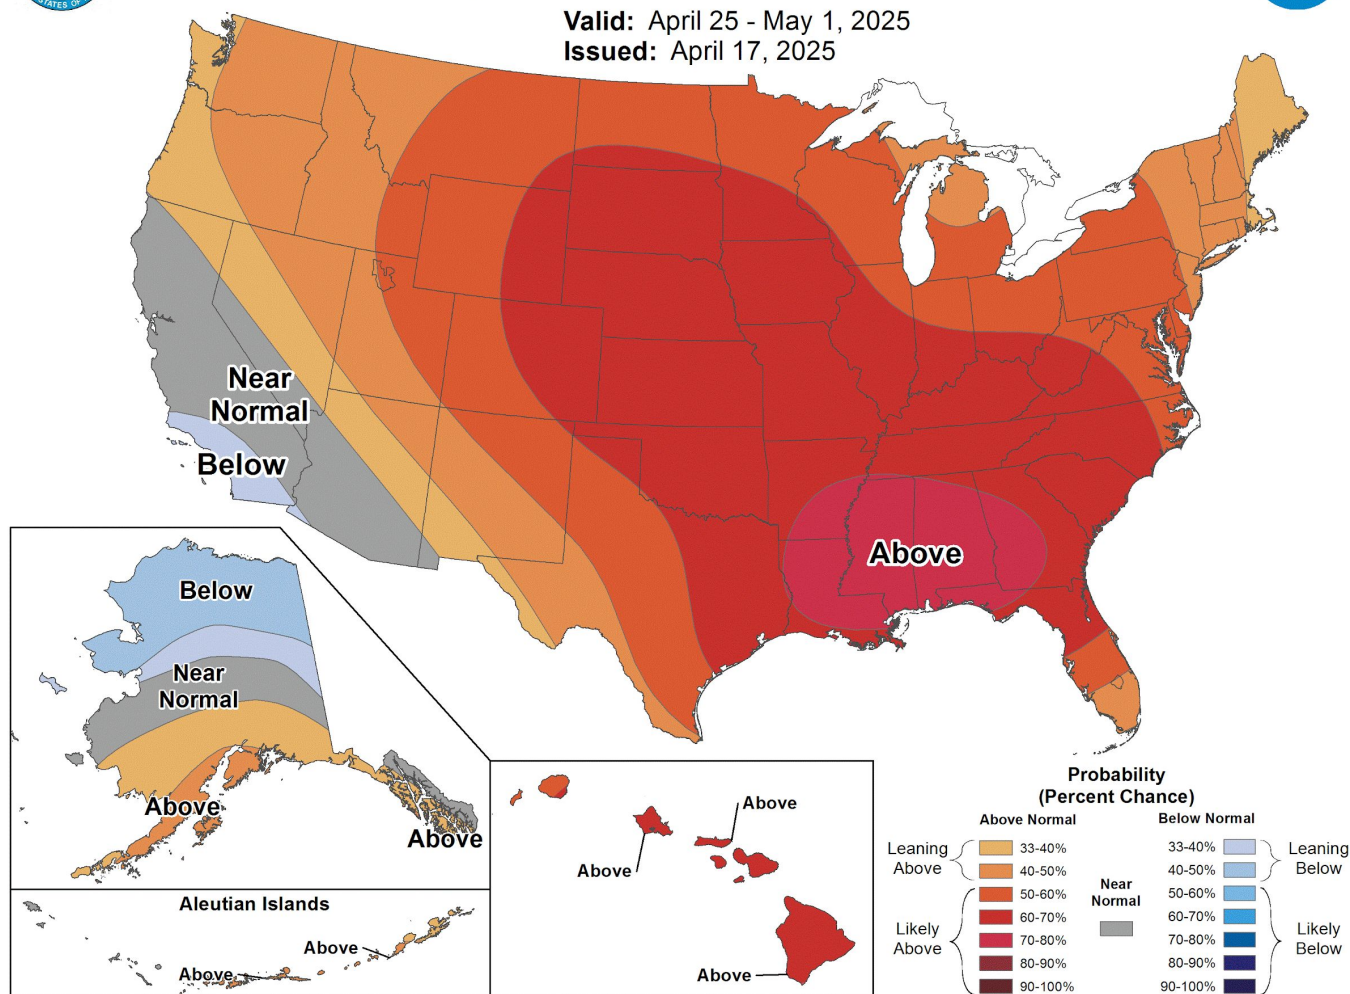 STATES OF
Valid: April 25 - May 1, 2025
Issued: April 17, 2025
Near
Normal
Below
Above
Below
Near
Normal
Above
Above
Aleutian Islands
Above
Above
Above
Above
Above
Probability
(Percent Chance)
Above Normal
Below Normal
Leaning
Above
33-40%
40-50%
Likely
Above
50-60%
60-70%
70-80%
80-90%
90-100%
Near
Normal
33-40%
40-50%
Leaning
Below
50-60%
60-70%
70-80%
80-90%
90-100%
Likely
Below